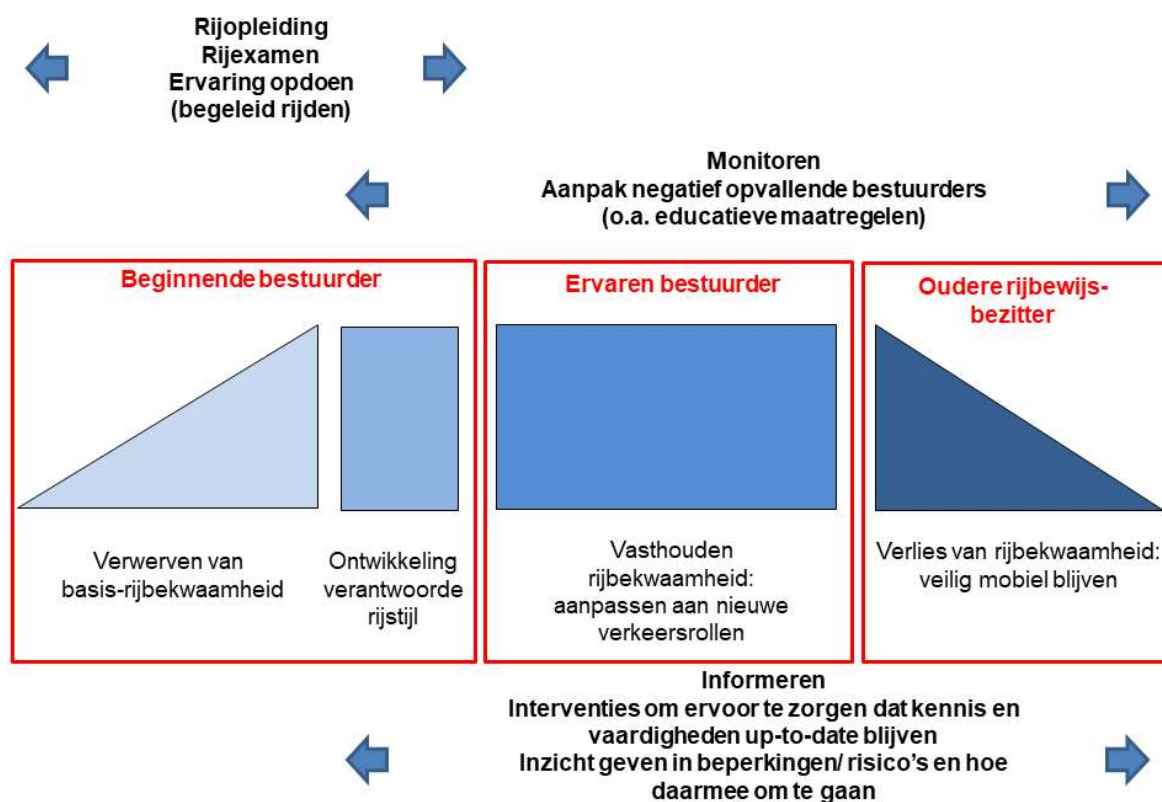 Rijopleiding
Rijexamen
Ervaring opdoen
(begeleid rijden)
Monitoren
Aanpak negatief opvallende bestuurders
(o.a. educatieve maatregelen)
Beginnende bestuurder
Verwerven van
basis-rijbekwaamheid
Ontwikkeling
verantwoorde
rijstijl
Ervaren bestuurder
Vasthouden
rijbekwaamheid:
aanpassen aan nieuwe
verkeersrollen
Oudere rijbewijs-
bezitter
Verlies van rijbekwaamheid:
veilig mobiel blijven
Informeren
Interventies om ervoor te zorgen dat kennis en
vaardigheden up-to-date blijven
Inzicht geven in beperkingen/ risico's en hoe
daarmee om te gaan